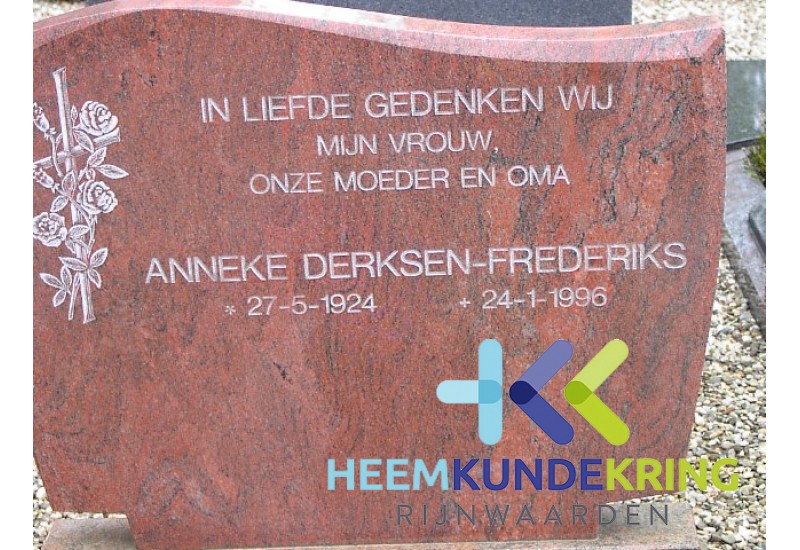 IN LIEFDE GEDENKEN WIJ
MIJN VROUW,
ONZE MOEDER EN OMA
ANNEKE DERKSEN-FREDERIKS
* 27-5-1924 + 24-1-1996
HEEMKUNDEKRING®
RIJNWAARDEN